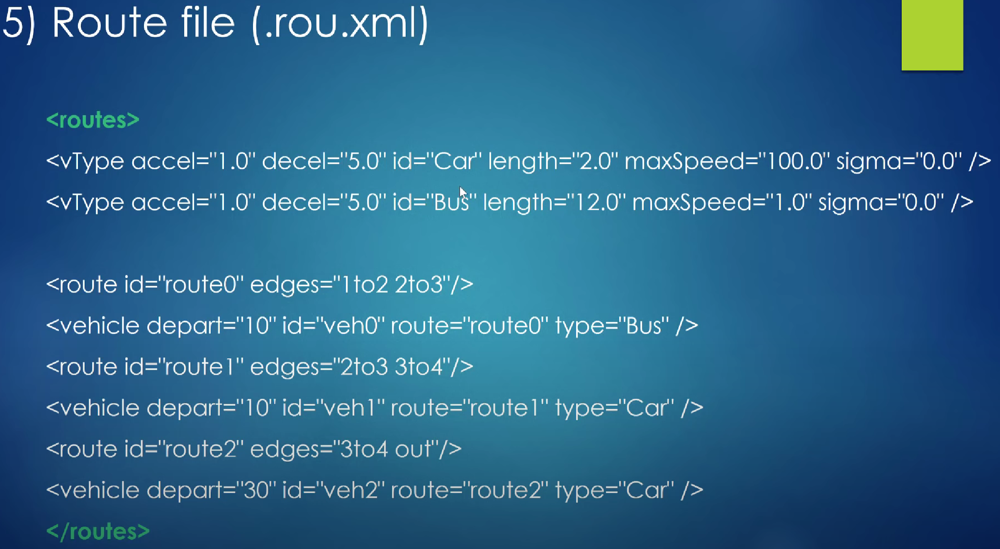 5) Route file (.rou.xml)
<routes>
<vType accel="1.0" decel="5.0" id="Car" length="2.0" maxSpeed="100.0" sigma="0.0" />
<vType accel="1.0" decel="5.0" id="Bus" length="12.0" maxSpeed="1.0" sigma="0.0" />
<route id="route0" edges="1to2 2to3"/>
<vehicle depart="10" id="veh0" route="route0" type="Bus" />
<route id="route1" edges="2to3 3to4"/>
<vehicle depart="10" id="veh1" route="route1" type="Car" />
<route id="route2" edges="3to4 out"/>
<vehicle depart="30" id="veh2" route="route2" type="Car" />
</routes>